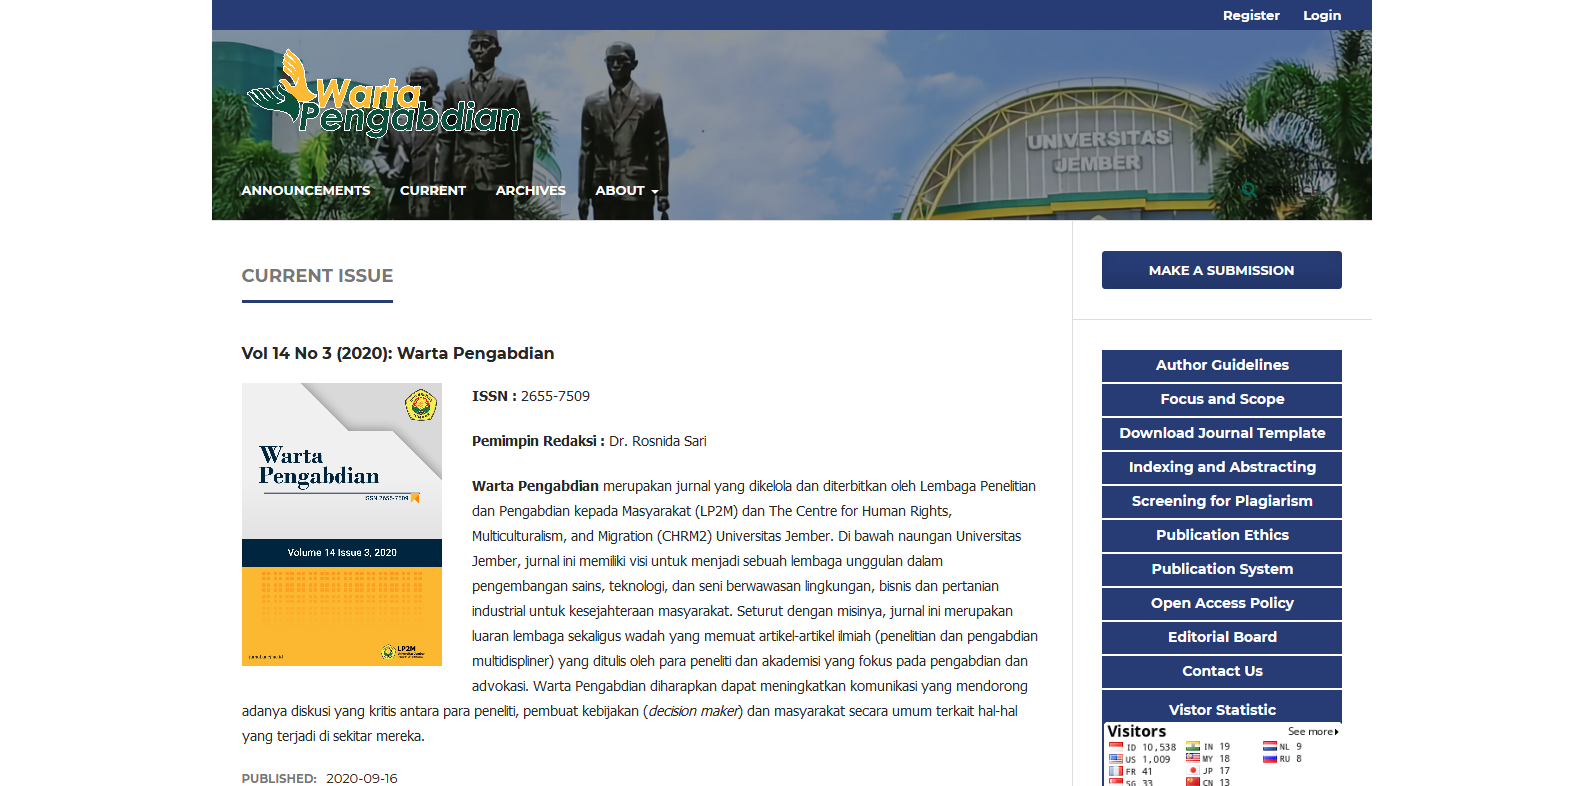 Register Login
Warta
Pengabdian
UNIVERSITAS
JEMBER
ANNOUNCEMENTS CURRENT ARCHIVES ABOUT
CURRENT ISSUE
Vol 14 No 3 (2020): Warta Pengabdian
Warta
Pengabdian
ISSN 2655-7509
Volume 14 Issue 3, 2020
LP2M
ISSN : 2655-7509
Pemimpin Redaksi : Dr. Rosnida Sari
Warta Pengabdian merupakan jurnal yang dikelola dan diterbitkan oleh Lembaga Penelitian
dan Pengabdian kepada Masyarakat (LP2M) dan The Centre for Human Rights,
Multiculturalism, and Migration (CHRM2) Universitas Jember. Di bawah naungan Universitas
Jember, jurnal ini memiliki visi untuk menjadi sebuah lembaga unggulan dalam
pengembangan sains, teknologi, dan seni berwawasan lingkungan, bisnis dan pertanian
industrial untuk kesejahteraan masyarakat. Seturut dengan misinya, jurnal ini merupakan
luaran lembaga sekaligus wadah yang memuat artikel-artikel ilmiah (penelitian dan pengabdian
multidispliner) yang ditulis oleh para peneliti dan akademisi yang fokus pada pengabdian dan
advokasi. Warta Pengabdian diharapkan dapat meningkatkan komunikasi yang mendorong
adanya diskusi yang kritis antara para peneliti, pembuat kebijakan (decision maker) dan masyarakat secara umum terkait hal-hal
yang terjadi di sekitar mereka.
PUBLISHED: 2020-09-16
MAKE A SUBMISSION
Author Guidelines
Focus and Scope
Download Journal Template
Indexing and Abstracting
Screening for Plagiarism
Publication Ethics
Publication System
Open Access Policy
Editorial Board
Contact Us
Vistor Statistic
Visitors See more
ID 10,538 IN 19 NL 9
US 1,009 MY 18 RU 8
FR 41 JP 17
SG 33 CN 13